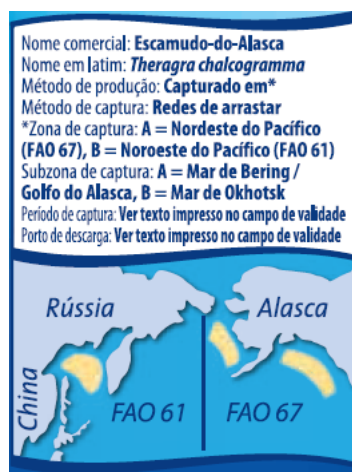 Nome comercial: Escamudo-do-Alasca
Nome em latim: Theragra chalcogramma
Método de produção: Capturado em*
Método de captura: Redes de arrastar
*Zona de captura: A = Nordeste do Pacífico
(FAO 67), B = Noroeste do Pacífico (FAO 61)
Subzona de captura: A = Mar de Bering /
Golfo do Alasca, B = Mar de Okhotsk
Período de captura: Ver texto impresso no campo de validade
Porto de descarga: Ver texto impresso no campo de validade
Rússia
Alasca
China
FAO 61
FAO 67